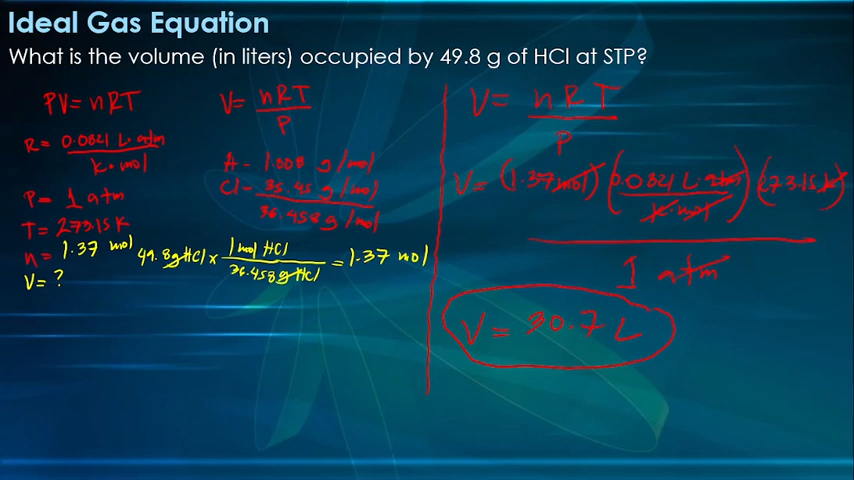 Ideal Gas Equation
What is the volume (in liters) occupied by 49.8 g of HCl at STP?
PV = nRT
R = 0.0821 L·atm
K·mol
P = 1 atm
T = 273.15 K
n = 1.37 mol
V = ?
V = nRT
P
H - 1.008 g/mol
Cl - 35.45 g/mol
36.458 g/mol
49.8 g HCl x 1 mol HCl = 1.37 mol
36.458 g HCl
V = nRT
P
V = (1.37 mol) (0.0821 L·atm) (273.15 K)
K·mol
1 atm
V = 30.7 L